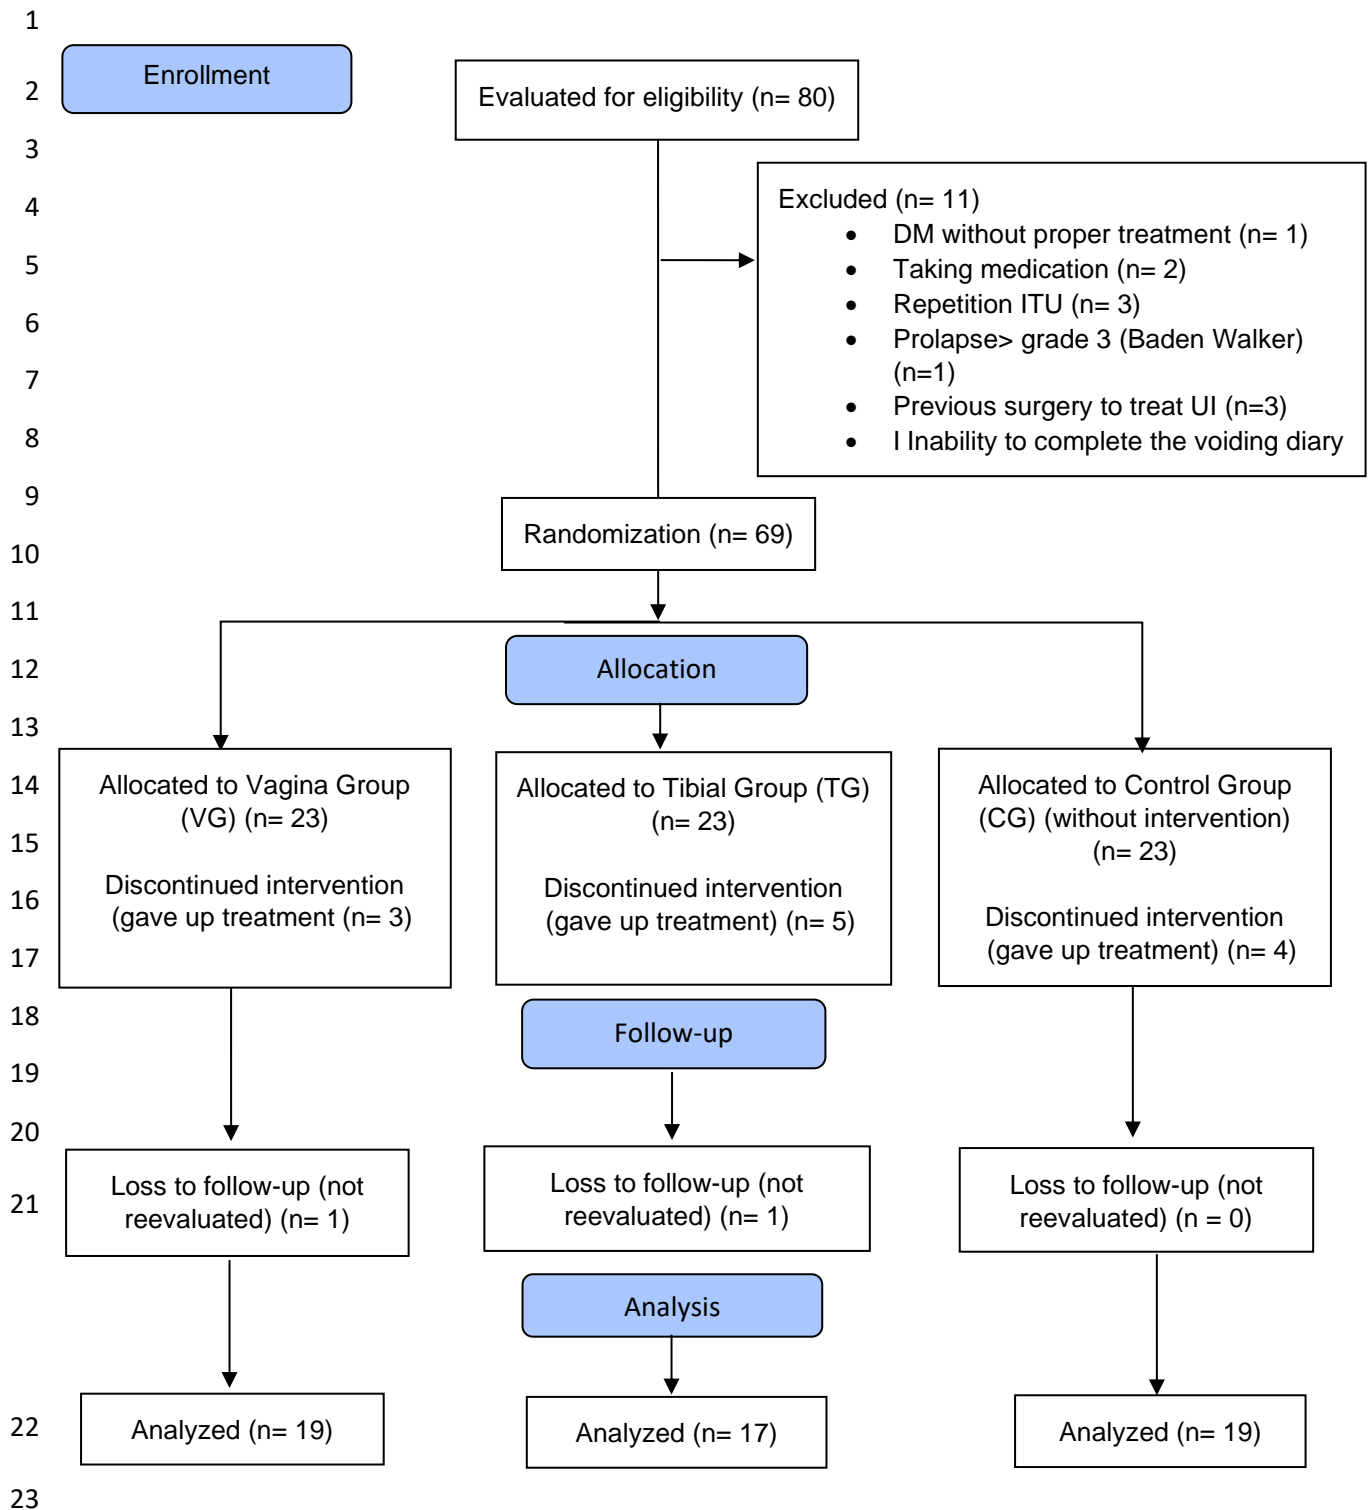 1
Enrollment
2
Evaluated for eligibility (n= 80)
3
Excluded (n= 11)
4
• DM without proper treatment (n= 1)
5
• Taking medication (n= 2)
• Repetition ITU (n= 3)
6
• Prolapse> grade 3 (Baden Walker)
(n=1)
7
• Previous surgery to treat UI (n=3)
8
• I Inability to complete the voiding diary
9
Randomization (n= 69)
10
11
12
Allocation
13
14
Allocated to Vagina Group
(VG) (n= 23)
Discontinued intervention
(gave up treatment (n= 3)
Allocated to Tibial Group (TG)
(n= 23)
Discontinued intervention
(gave up treatment) (n= 5)
Allocated to Control Group
(CG) (without intervention)
(n= 23)
Discontinued intervention
(gave up treatment) (n= 4)
15
16
17
18
Follow-up
19
20
21
Loss to follow-up (not
reevaluated) (n= 1)
Loss to follow-up (not
reevaluated) (n= 1)
Loss to follow-up (not
reevaluated) (n = 0)
Analysis
22
Analyzed (n= 19)
Analyzed (n= 17)
Analyzed (n= 19)
23